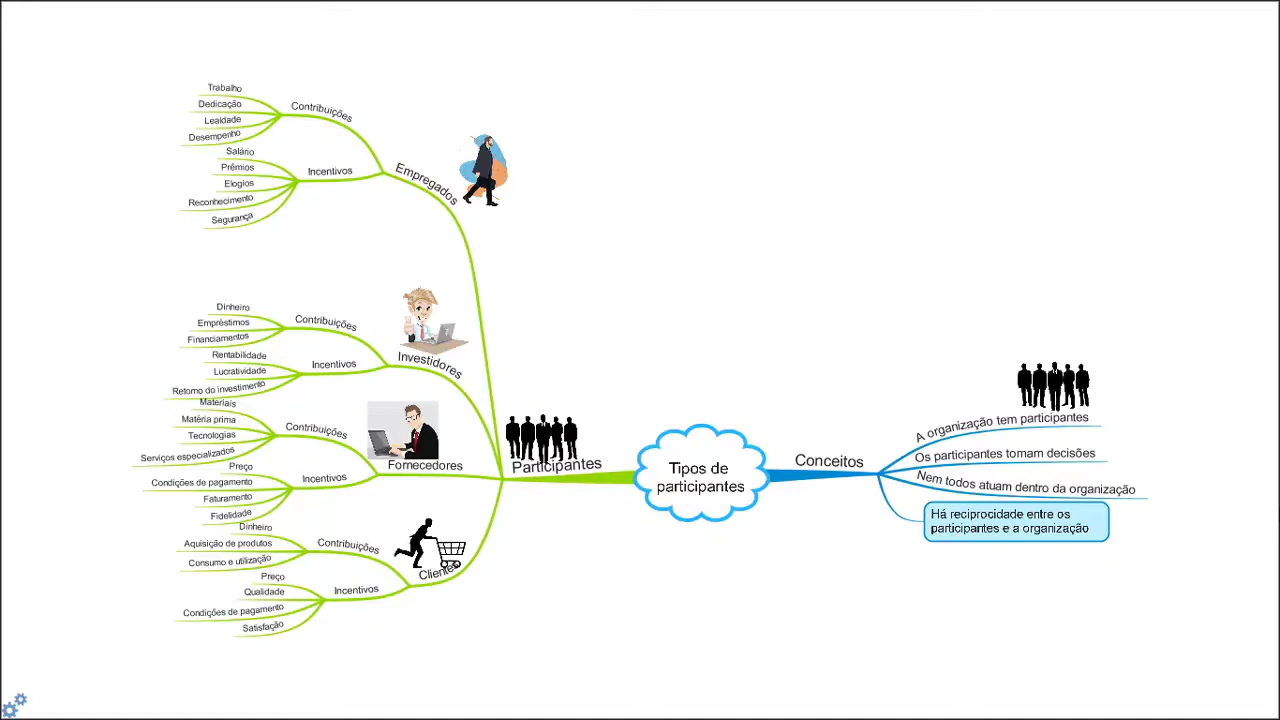 Tipos de
participantes
Conceitos
A organização tem participantes
Os participantes tomam decisões
Nem todos atuam dentro da organização
Há reciprocidade entre os
participantes e a organização
Participantes
Empregados
Contribuições
Trabalho
Dedicação
Lealdade
Desempenho
Incentivos
Salário
Prêmios
Elogios
Reconhecimento
Segurança
Investidores
Contribuições
Dinheiro
Empréstimos
Financiamentos
Incentivos
Rentabilidade
Lucratividade
Retorno do investimento
Fornecedores
Contribuições
Materiais
Matéria prima
Tecnologias
Serviços especializados
Incentivos
Preço
Condições de pagamento
Faturamento
Fidelidade
Clientes
Contribuições
Dinheiro
Aquisição de produtos
Consumo e utilização
Incentivos
Preço
Qualidade
Condições de pagamento
Satisfação